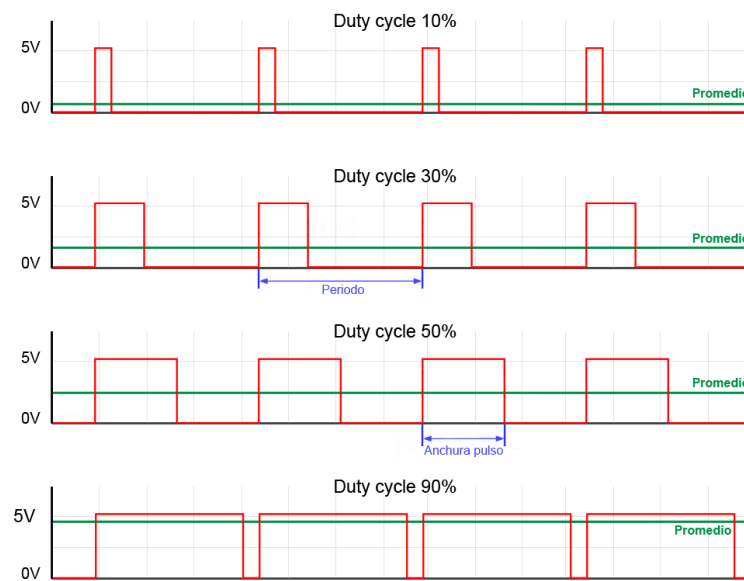 Duty cycle 10%
5V
Promedio
0V
Duty cycle 30%
5V
Promedio
0V
Periodo
Duty cycle 50%
5V
Promedio
0V
Anchura pulso
Duty cycle 90%
5V
Promedio
0V